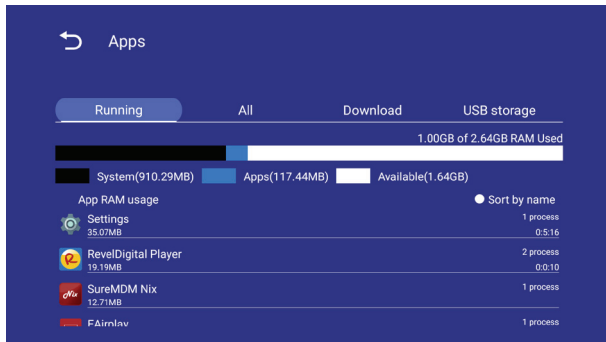 Apps
Running All Download USB storage
1.00GB of 2.64GB RAM Used
System(910.29MB) Apps(117.44MB) Available(1.64GB)
App RAM usage Sort by name
Settings 1 process
35.07MB 0:5:16
RevelDigital Player 2 process
19.19MB 0:0:10
Nix SureMDM Nix 1 process
12.71MB
EAirplay 1 process